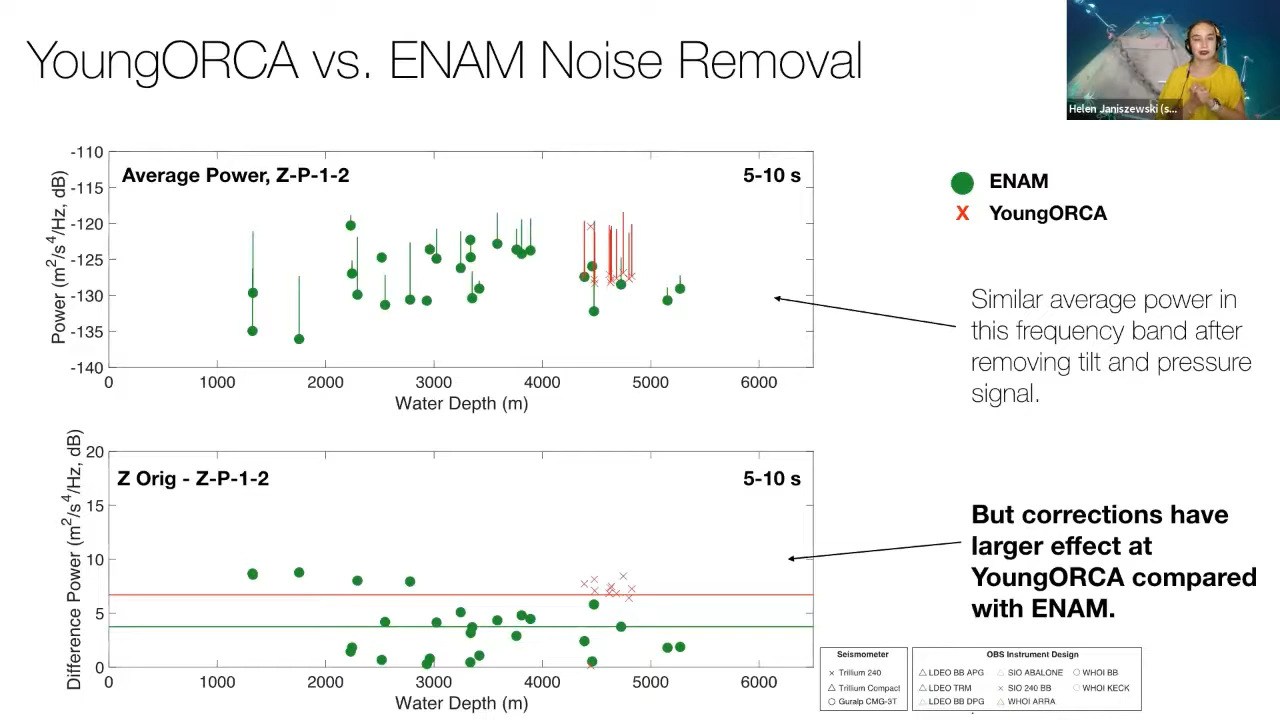 YoungORCA vs. ENAM Noise Removal
Helen Janiszewski (s...
Average Power, Z-P-1-2
5-10 s
Power (m2/s4/Hz, dB)
-110
-115
-120
-125
-130
-135
-140
0 1000 2000 3000 4000 5000 6000
Water Depth (m)
ENAM
X YoungORCA
Similar average power in
this frequency band after
removing tilt and pressure
signal.
Z Orig - Z-P-1-2
5-10 s
Difference Power (m2/s4/Hz, dB)
20
15
10
5
0
0 1000 2000 3000 4000 5000 6000
Water Depth (m)
But corrections have
larger effect at
YoungORCA compared
with ENAM.
Seismometer
Trillium 240
Trillium Compact
Guralp CMG-3T
OBS Instrument Design
LDEO BB APG SIO ABALONE WHOI BB
LDEO TRM SIO 240 BB WHOI KECK
LDEO BB DPG WHOI ARRA